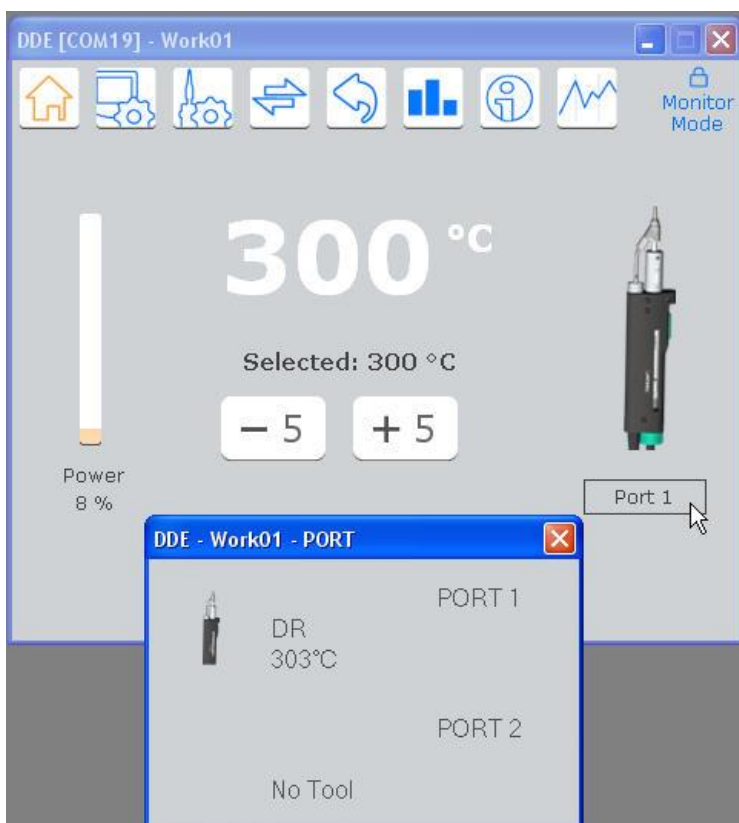 DDE [COM19] - Work01
Monitor
Mode
300 °C
Selected: 300 °C
− 5
+ 5
Power
8 %
Port 1
DDE - Work01 - PORT
PORT 1
DR
303°C
PORT 2
No Tool